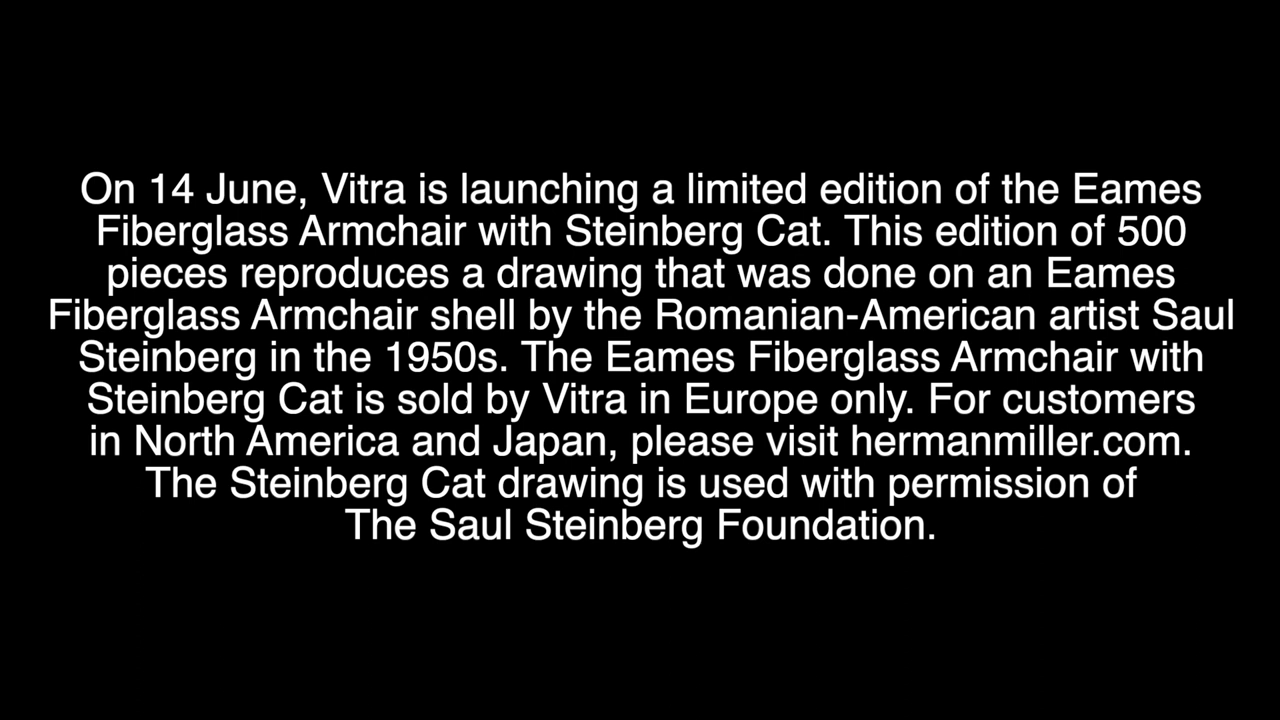 On 14 June, Vitra is launching a limited edition of the Eames
Fiberglass Armchair with Steinberg Cat. This edition of 500
pieces reproduces a drawing that was done on an Eames
Fiberglass Armchair shell by the Romanian-American artist Saul
Steinberg in the 1950s. The Eames Fiberglass Armchair with
Steinberg Cat is sold by Vitra in Europe only. For customers
in North America and Japan, please visit hermanmiller.com.
The Steinberg Cat drawing is used with permission of
The Saul Steinberg Foundation.